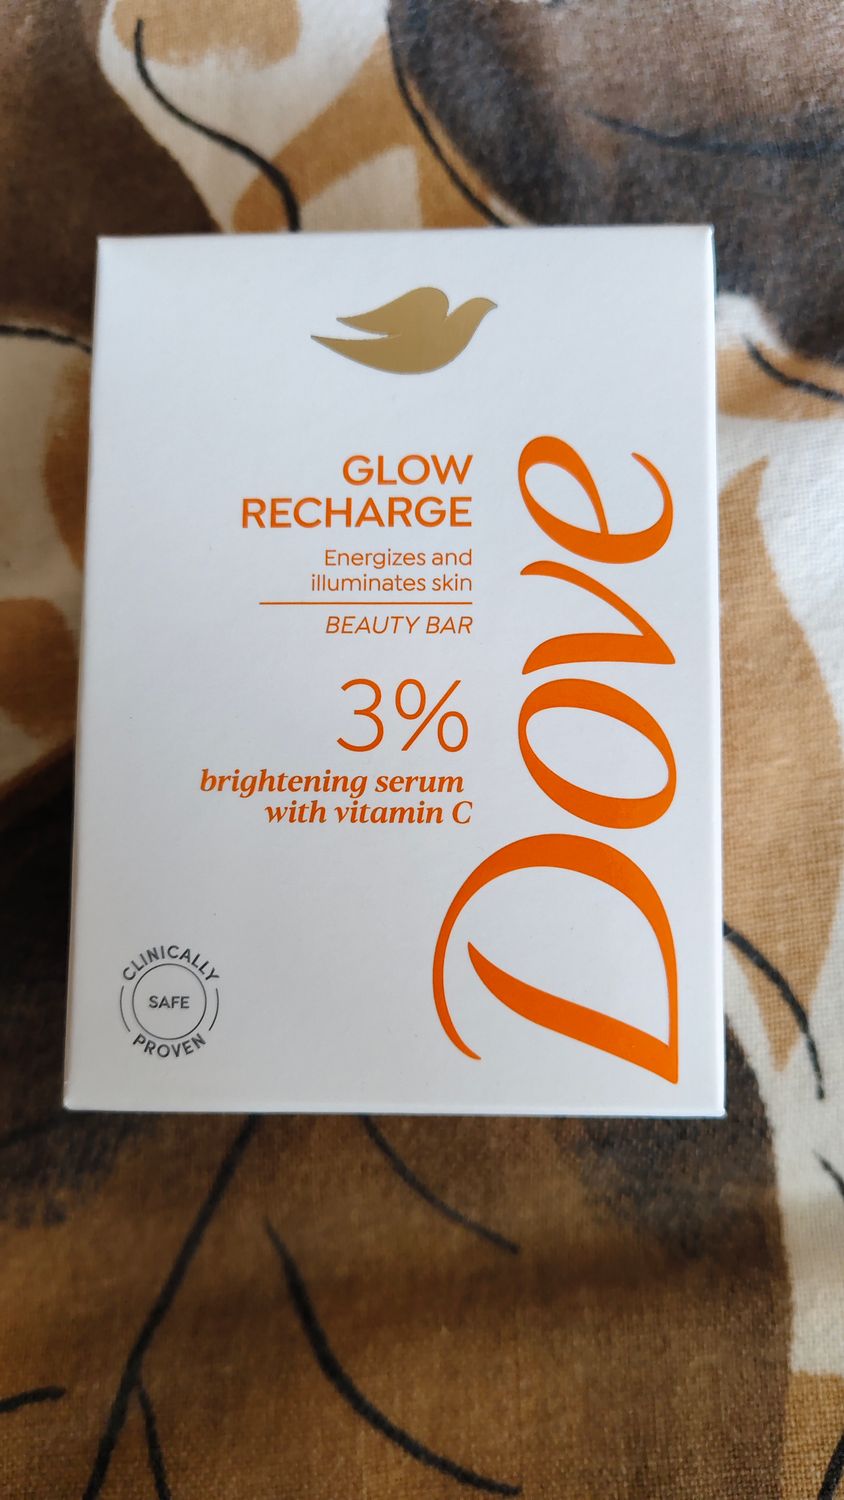 GLOW
RECHARGE
Energizes and
illuminates skin
BEAUTY BAR
3%
brightening serum
with vitamin C
Dove
CLINICALLY
SAFE
PROVEN